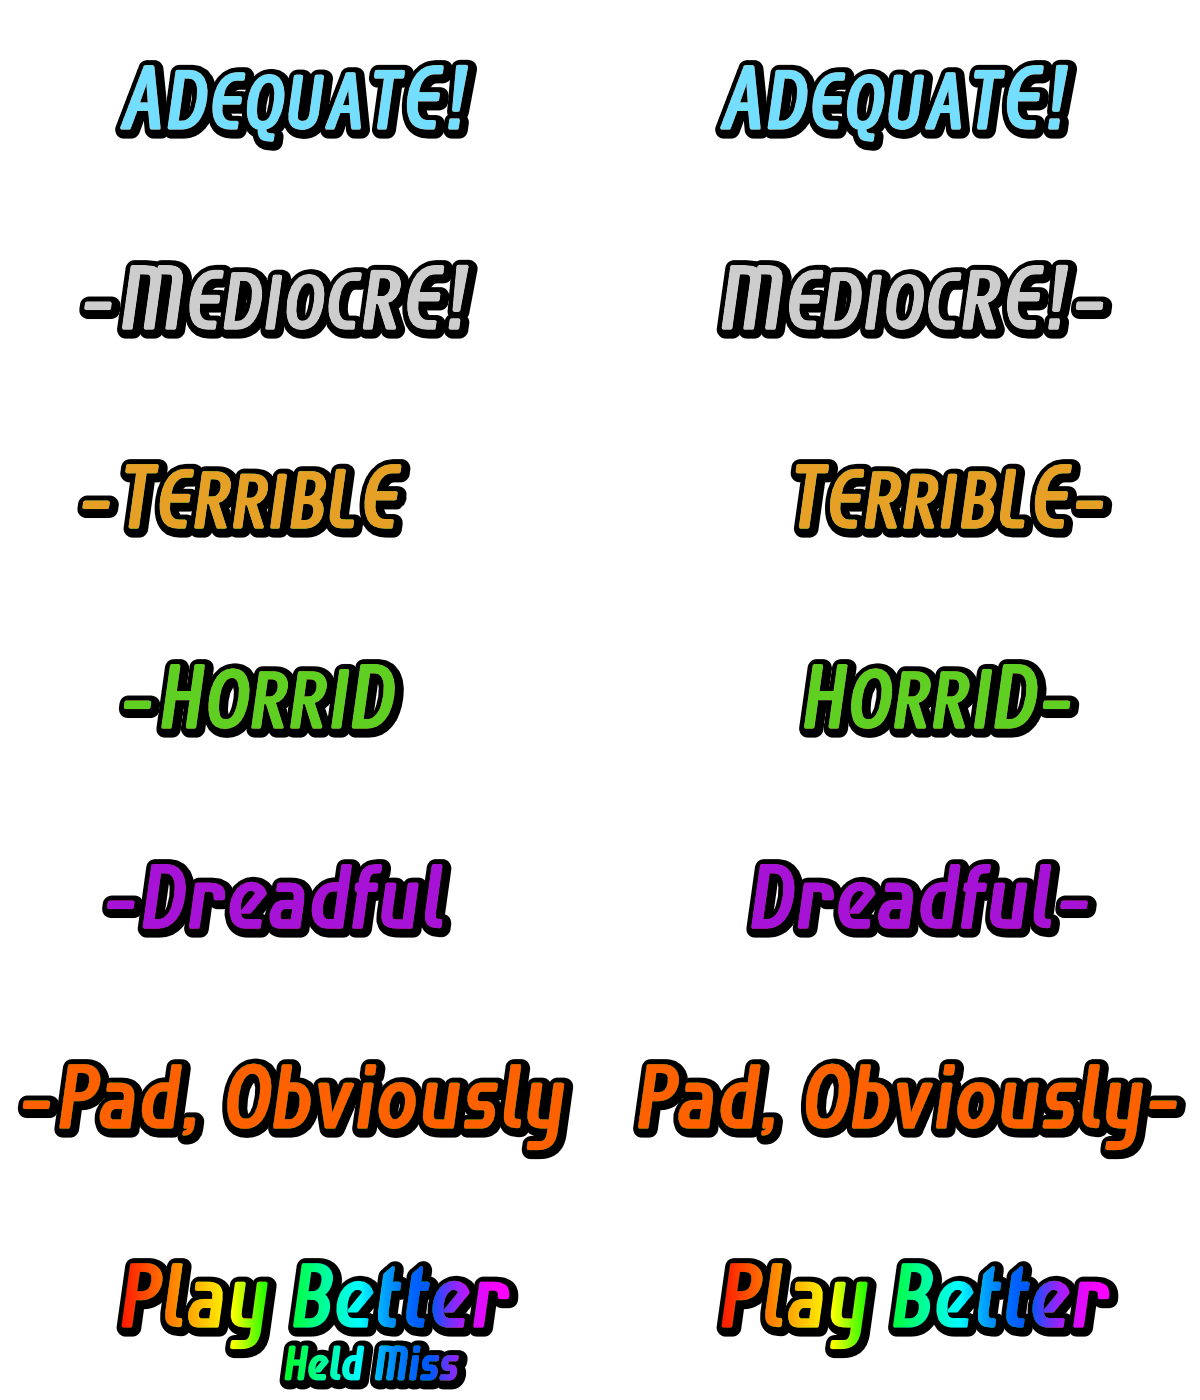 ADEQUATE! ADEQUATE!
-MEDIOCRE! MEDIOCRE!-
-TERRIBLE TERRIBLE-
-HORRID HORRID-
-Dreadful Dreadful-
-Pad, Obviously Pad, Obviously-
Play Better Play Better
Held Miss